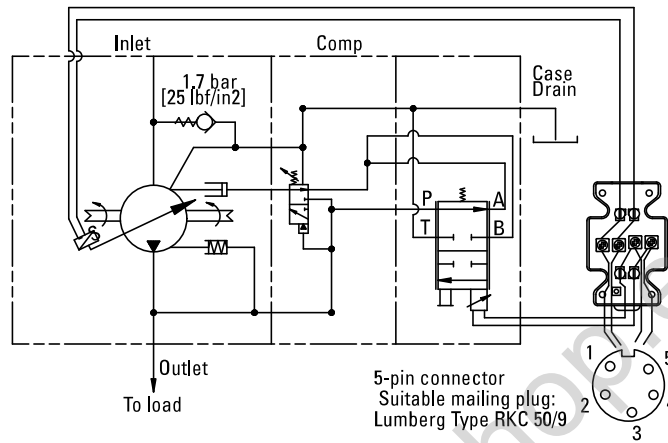 Inlet
Comp
1,7 bar
[25 lbf/in2]
Case
Drain
P
A
T
B
Outlet
To load
5-pin connector
Suitable mailing plug:
Lumberg Type RKC 50/9
1
2
3
5
shop.